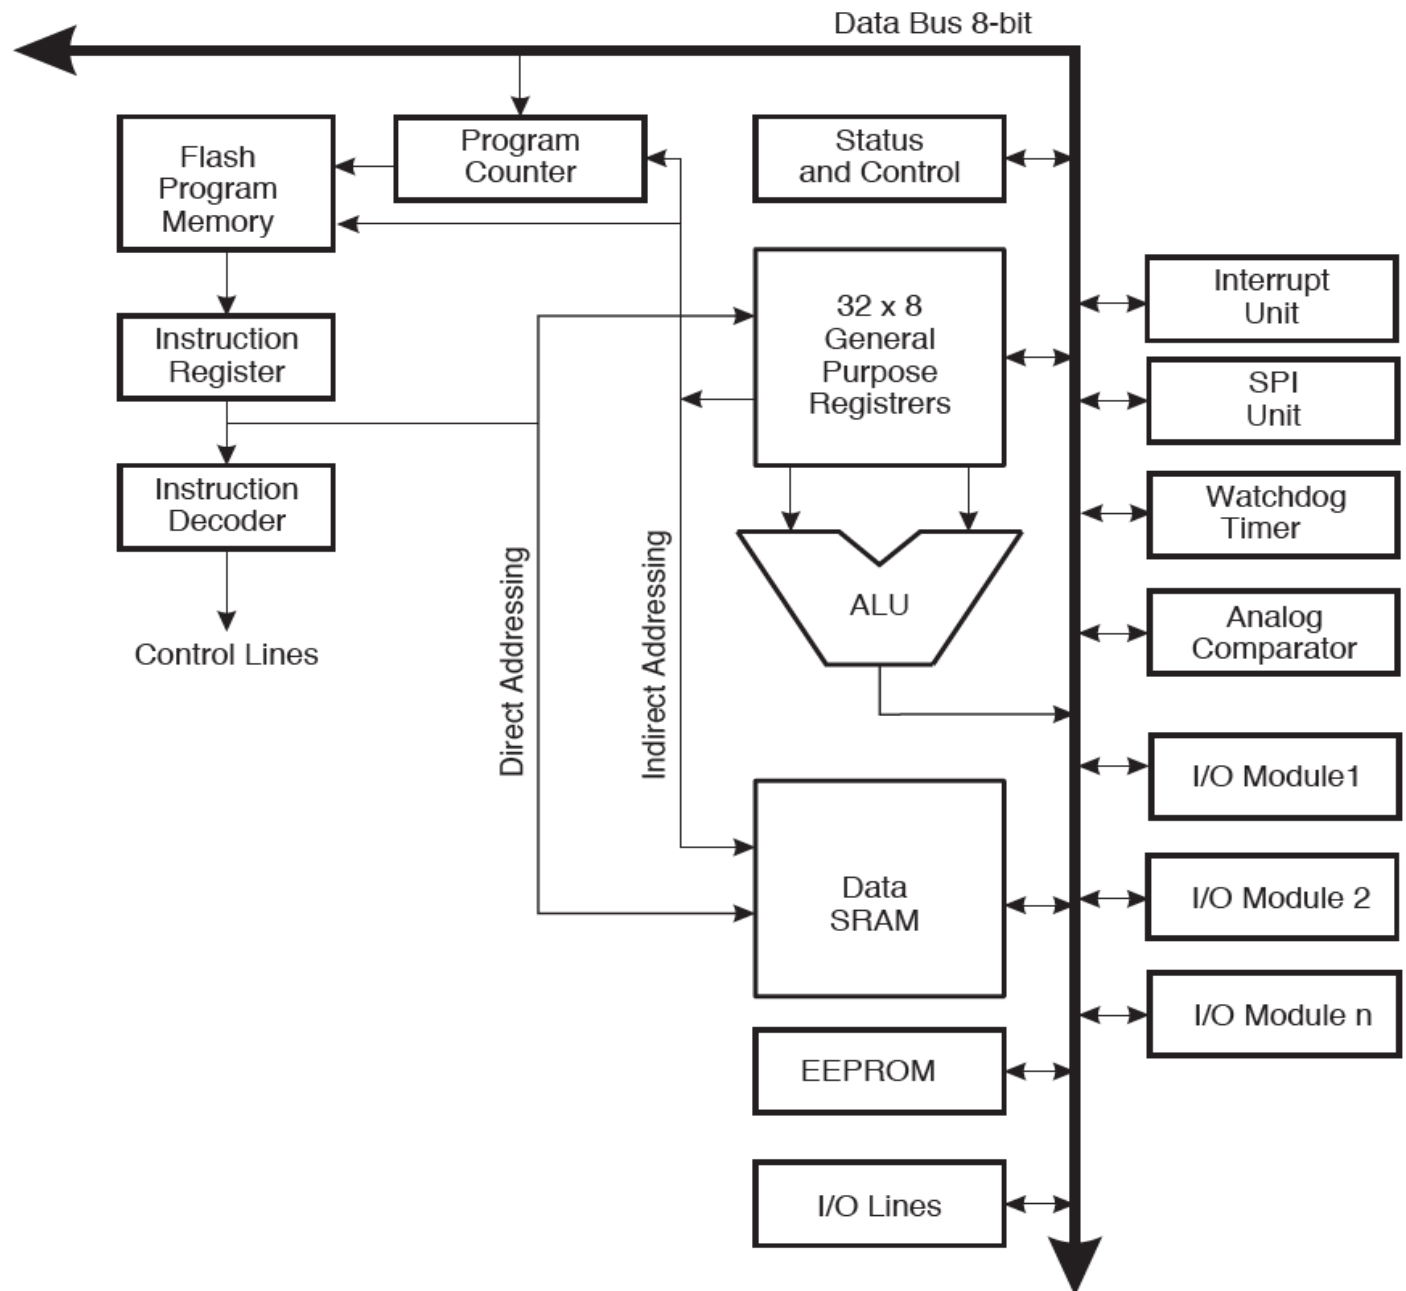 Data Bus 8-bit
Flash
Program
Memory
Program
Counter
Status
and Control
Instruction
Register
32 x 8
General
Purpose
Registrers
Interrupt
Unit
SPI
Unit
Instruction
Decoder
Watchdog
Timer
Control Lines
Direct Addressing
Indirect Addressing
ALU
Analog
Comparator
I/O Module1
Data
SRAM
I/O Module 2
I/O Module n
EEPROM
I/O Lines